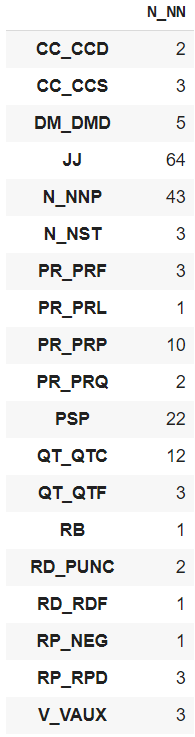 N_NN
CC_CCD 2
CC_CCS 3
DM_DMD 5
JJ 64
N_NNP 43
N_NST 3
PR_PRF 3
PR_PRL 1
PR_PRP 10
PR_PRQ 2
PSP 22
QT_QTC 12
QT_QTF 3
RB 1
RD_PUNC 2
RD_RDF 1
RP_NEG 1
RP_RPD 3
V_VAUX 3